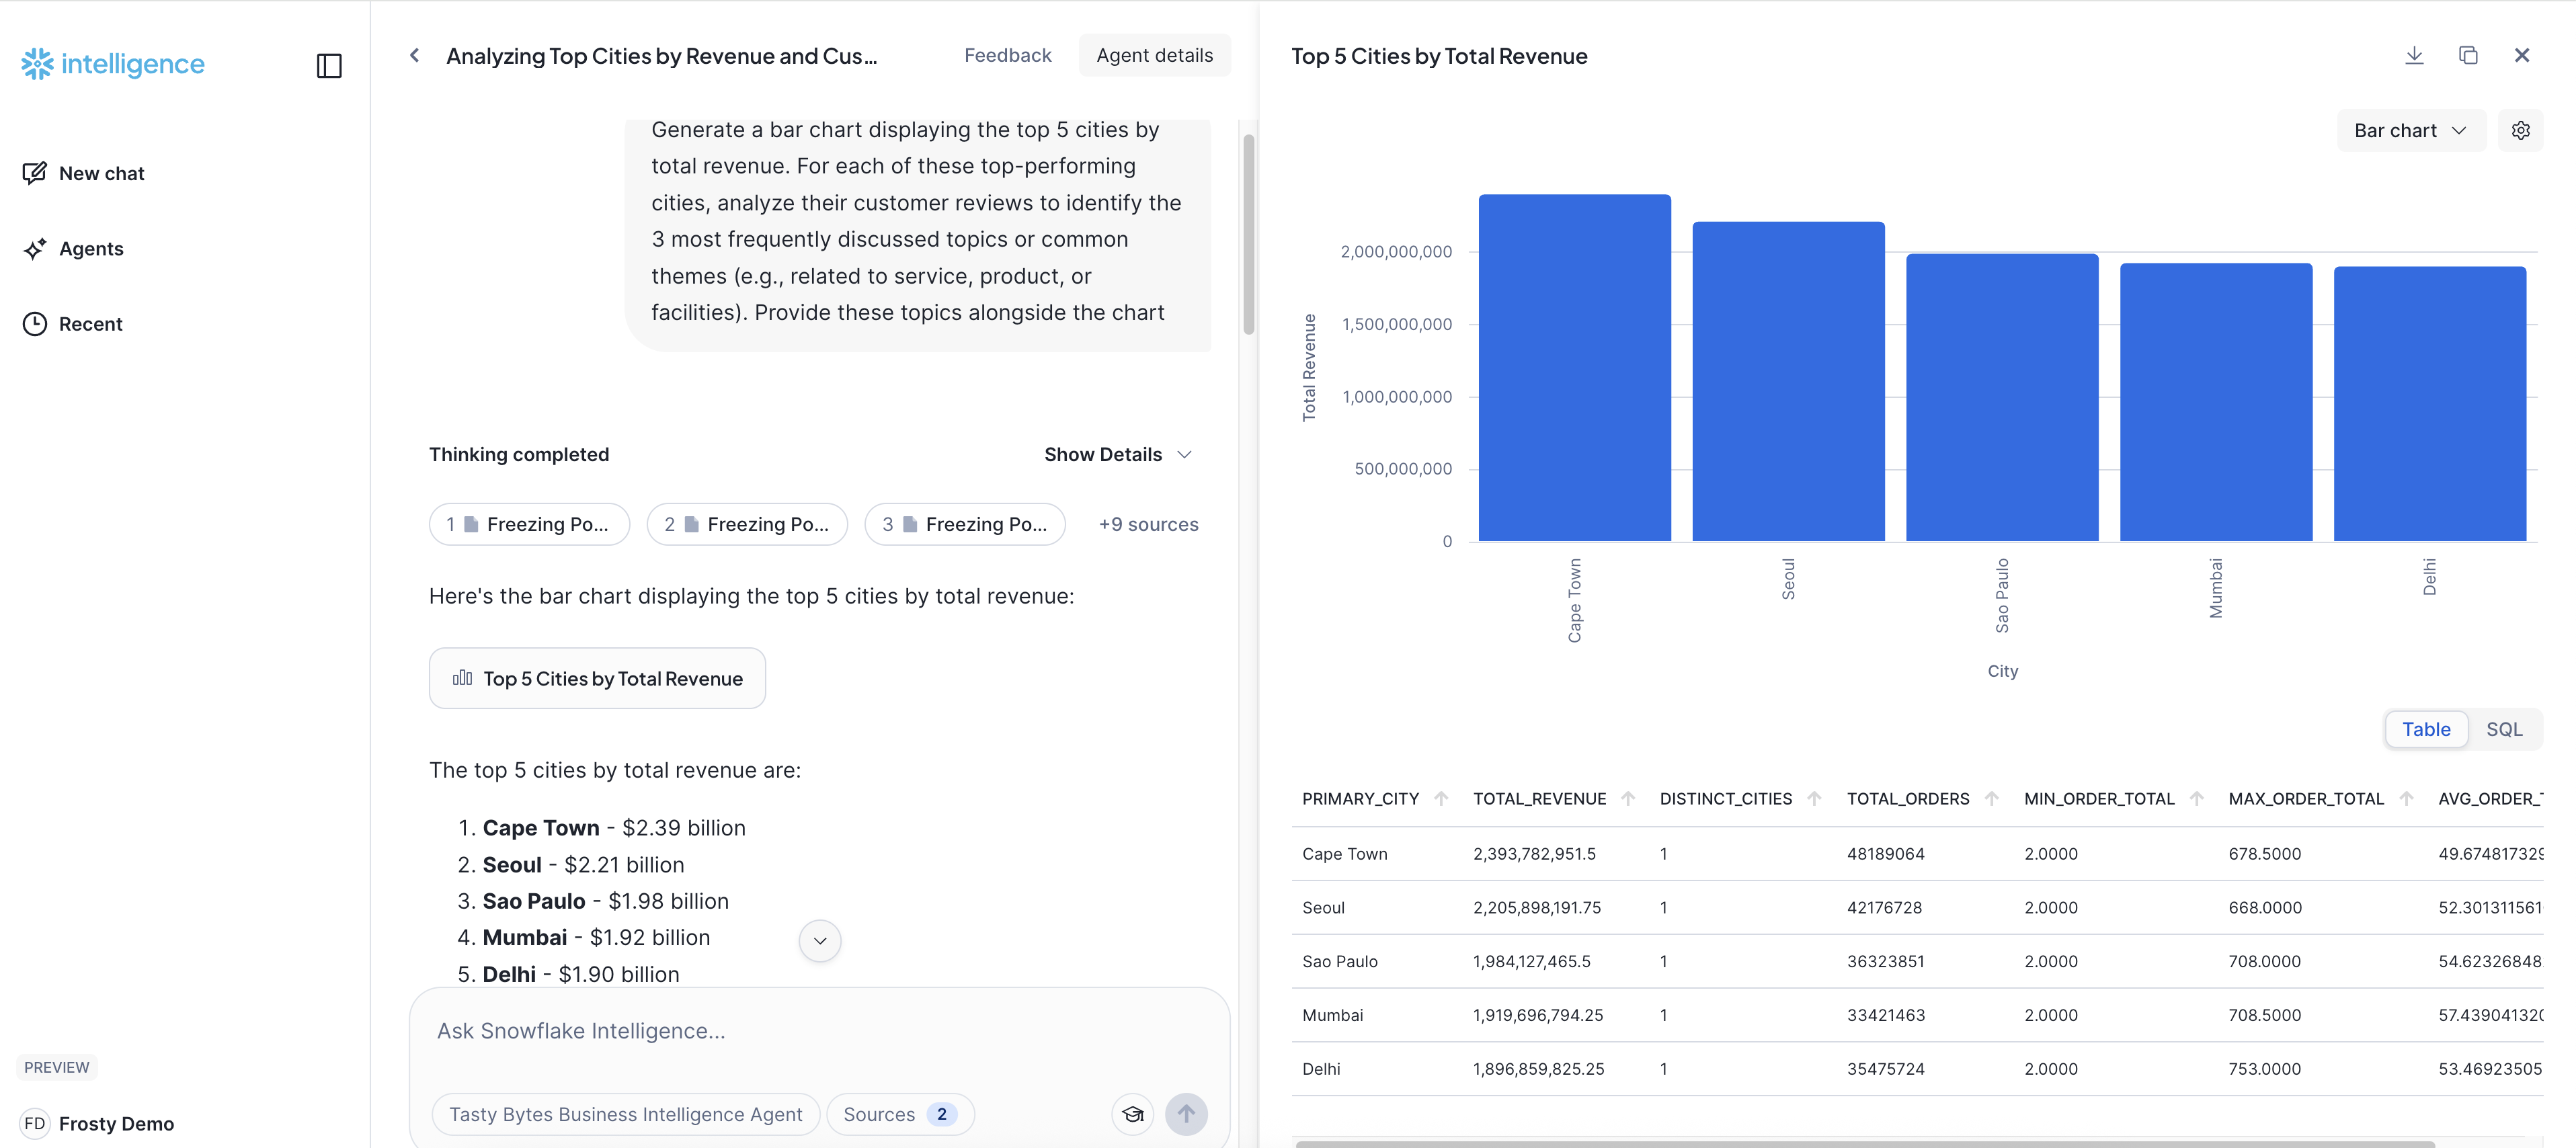 intelligence
New chat
Agents
Recent
PREVIEW
FD Frosty Demo
Analyzing Top Cities by Revenue and Cus...
Feedback
Agent details
Generate a bar chart displaying the top 5 cities by
total revenue. For each of these top-performing
cities, analyze their customer reviews to identify the
3 most frequently discussed topics or common
themes (e.g., related to service, product, or
facilities). Provide these topics alongside the chart
Thinking completed
Show Details
1 Freezing Po...
2 Freezing Po...
3 Freezing Po...
+9 sources
Here's the bar chart displaying the top 5 cities by total revenue:
Top 5 Cities by Total Revenue
The top 5 cities by total revenue are:
1. Cape Town - $2.39 billion
2. Seoul - $2.21 billion
3. Sao Paulo - $1.98 billion
4. Mumbai - $1.92 billion
5. Delhi - $1.90 billion
Ask Snowflake Intelligence...
Tasty Bytes Business Intelligence Agent
Sources 2
Top 5 Cities by Total Revenue
Bar chart
Total Revenue
2,000,000,000
1,500,000,000
1,000,000,000
500,000,000
0
Cape Town
Seoul
Sao Paulo
Mumbai
Delhi
City
Table
SQL
PRIMARY_CITY TOTAL_REVENUE DISTINCT_CITIES TOTAL_ORDERS MIN_ORDER_TOTAL MAX_ORDER_TOTAL AVG_ORDER_T
Cape Town 2,393,782,951.5 1 48189064 2.0000 678.5000 49.674817329
Seoul 2,205,898,191.75 1 42176728 2.0000 668.0000 52.301311561
Sao Paulo 1,984,127,465.5 1 36323851 2.0000 708.0000 54.623268482
Mumbai 1,919,696,794.25 1 33421463 2.0000 708.5000 57.439041320
Delhi 1,896,859,825.25 1 35475724 2.0000 753.0000 53.46923505